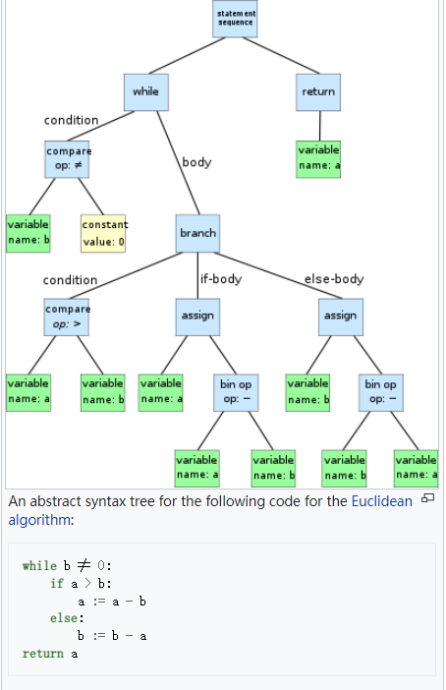 statement
sequence
while
return
condition
body
compare
op: ≠
variable
name: a
variable
name: b
constant
value: 0
branch
condition
if-body
else-body
compare
op: >
assign
assign
variable
name: a
variable
name: b
variable
name: a
bin op
op: −
variable
name: b
bin op
op: −
variable
name: a
variable
name: b
variable
name: b
variable
name: a
An abstract syntax tree for the following code for the Euclidean
algorithm:
while b ≠ 0:
    if a > b:
        a := a - b
    else:
        b := b - a
return a